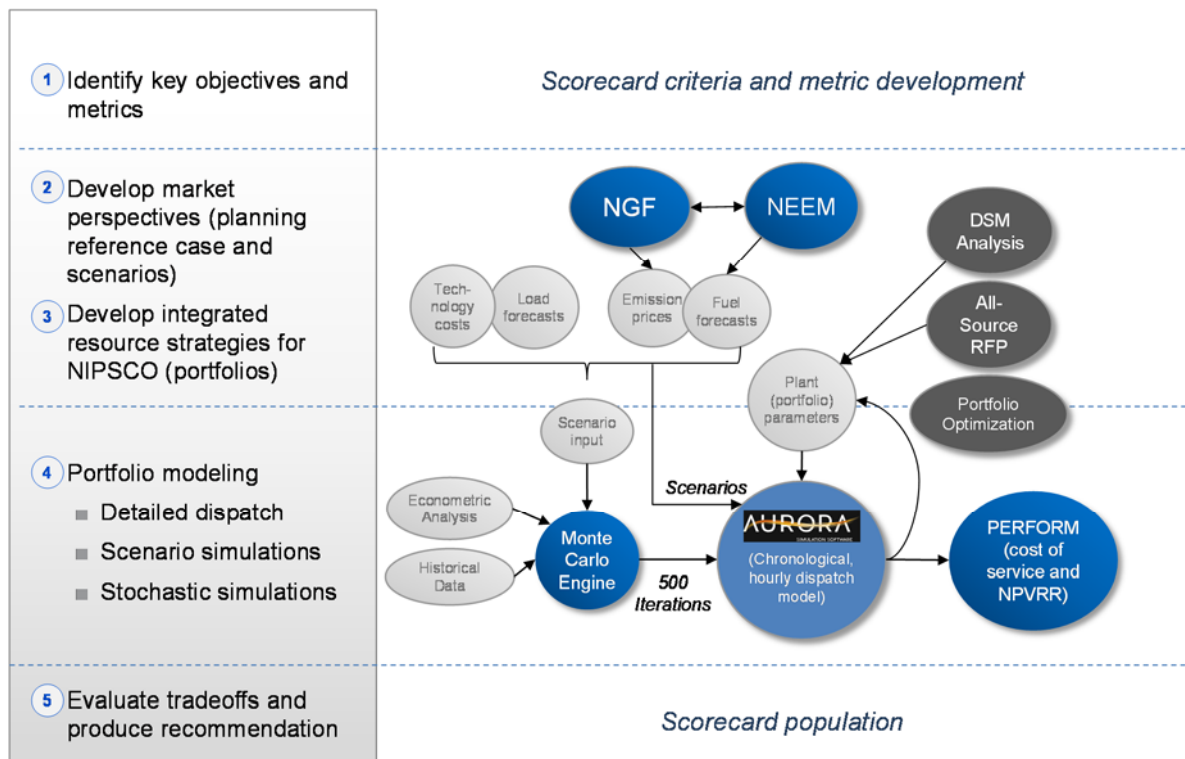 1
Identify key objectives and
metrics
Scorecard criteria and metric development
2
Develop market
perspectives (planning
reference case and
scenarios)
3
Develop integrated
resource strategies for
NIPSCO (portfolios)
NGF
NEEM
DSM
Analysis
Tech-
nology
costs
Load
forecasts
Emission
prices
Fuel
forecasts
All-
Source
RFP
Plant
(portfolio)
parameters
Portfolio
Optimization
4
Portfolio modeling
Detailed dispatch
Scenario simulations
Stochastic simulations
Scenario
input
Econometric
Analysis
Historical
Data
Monte
Carlo
Engine
500
Iterations
Scenarios
AURORA
SIMULATION SOFTWARE
(Chronological,
hourly dispatch
model)
PERFORM
(cost of
service and
NPVRR)
5
Evaluate tradeoffs and
produce recommendation
Scorecard population